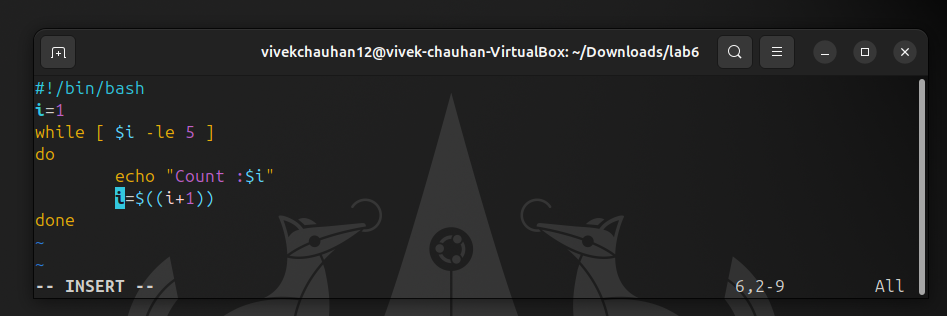 vivekchauhan12@vivek-chauhan-VirtualBox: ~/Downloads/lab6
#!/bin/bash
i=1
while [ $i -le 5 ]
do
        echo "Count :$i"
        i=$((i+1))
done
~
~
-- INSERT --                    6,2-9         All